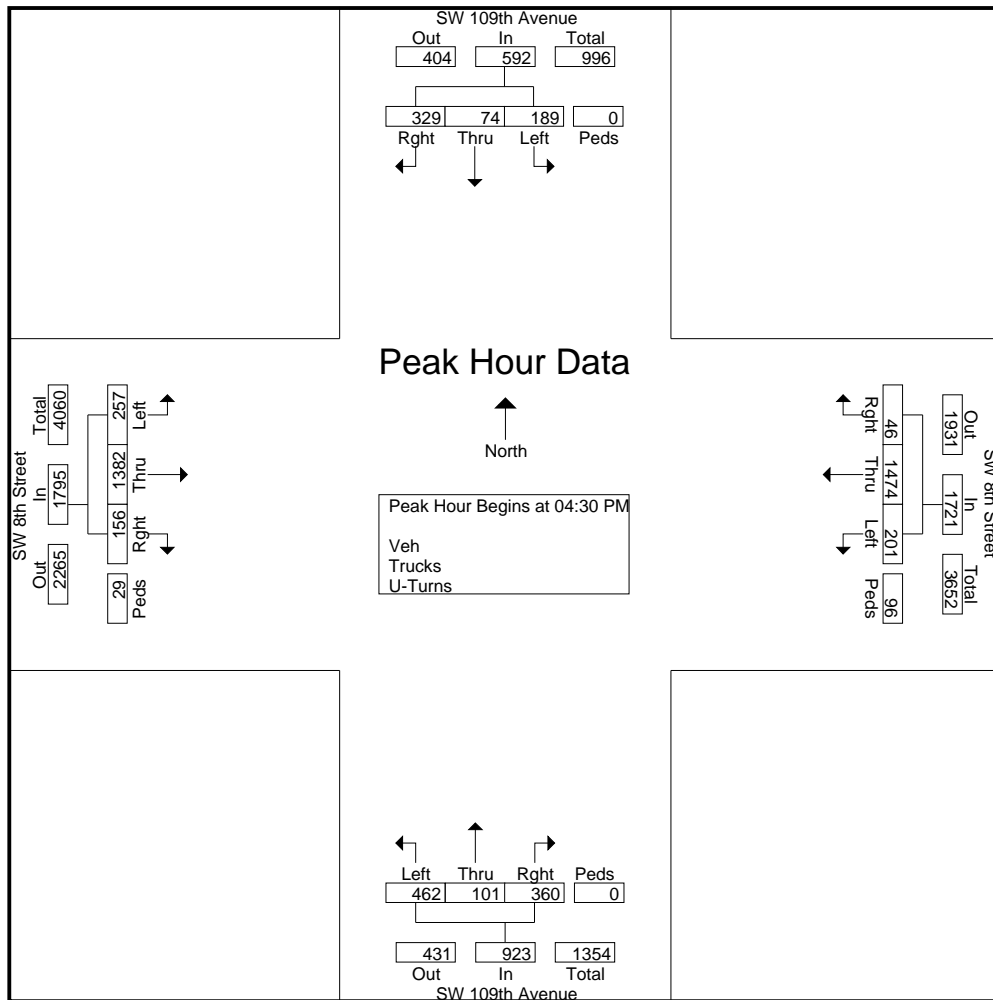 SW 109th Avenue
Out In Total
404 592 996
329 74 189 0
Rght Thru Left Peds
Peak Hour Data
North
Peak Hour Begins at 04:30 PM
Veh
Trucks
U-Turns
SW 8th Street
Out In Total
2265 1795 4060
156 1382 257
Rght Thru Left
29
Peds
SW 8th Street
Out In Total
1931 1721 3652
46 1474 201 96
Rght Thru Left Peds
Left Thru Rght Peds
462 101 360 0
431 923 1354
Out In Total
SW 109th Avenue